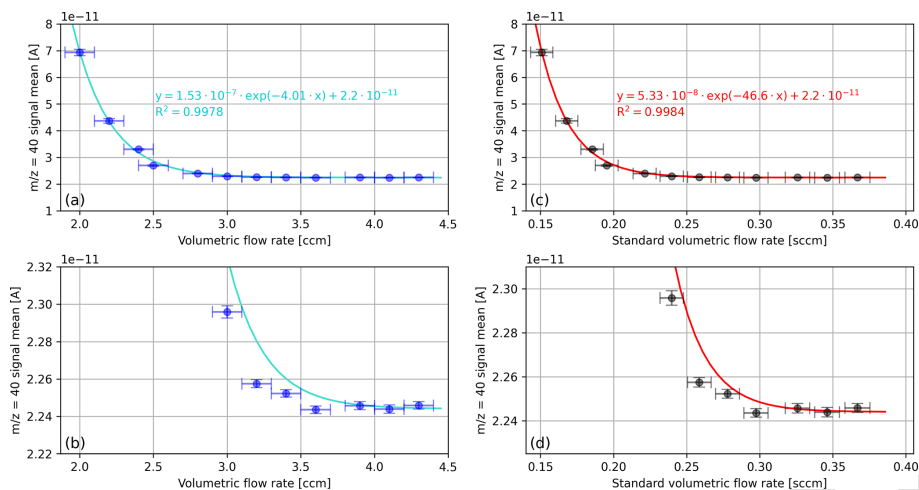 1e−11
8
7
6
5
4
3
2
1
m/z = 40 signal mean [A]
y = 1.53 · 10⁻⁷ · exp(−4.01 · x) + 2.2 · 10⁻¹¹
R² = 0.9978
(a)
2.0 2.5 3.0 3.5 4.0 4.5
Volumetric flow rate [ccm]
1e−11
8
7
6
5
4
3
2
1
m/z = 40 signal mean [A]
y = 5.33 · 10⁻⁸ · exp(−46.6 · x) + 2.2 · 10⁻¹¹
R² = 0.9984
(c)
0.15 0.20 0.25 0.30 0.35 0.40
Standard volumetric flow rate [sccm]
1e−11
2.32
2.30
2.28
2.26
2.24
2.22
m/z = 40 signal mean [A]
(b)
2.0 2.5 3.0 3.5 4.0 4.5
Volumetric flow rate [ccm]
1e−11
2.30
2.28
2.26
2.24
m/z = 40 signal mean [A]
(d)
0.15 0.20 0.25 0.30 0.35 0.40
Standard volumetric flow rate [sccm]